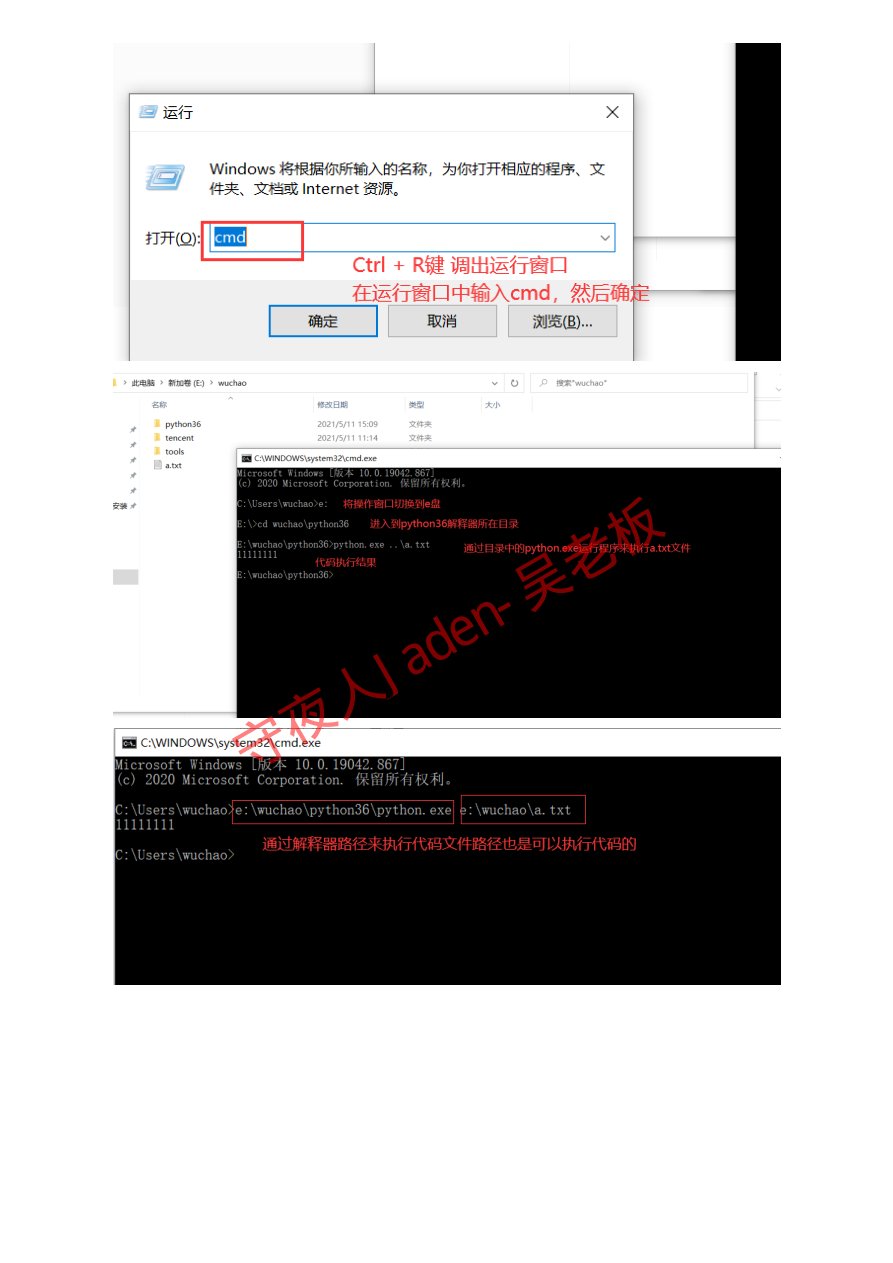 运行
Windows 将根据你所输入的名称，为你打开相应的程序、文
件夹、文档或 Internet 资源。
打开(O): cmd
Ctrl + R键 调出运行窗口
在运行窗口中输入cmd，然后确定
确定 取消 浏览(B)...
此电脑 > 新加卷 (E:) > wuchao 搜索"wuchao"
名称 修改日期 类型 大小
python36 2021/5/11 15:09 文件夹
tencent 2021/5/11 11:14 文件夹
tools
a.txt
安装
C:\WINDOWS\system32\cmd.exe
Microsoft Windows [版本 10.0.19042.867]
(c) 2020 Microsoft Corporation. 保留所有权利。
C:\Users\wuchao>e: 将操作窗口切换到e盘
E:\>cd wuchao\python36 进入到python36解释器所在目录
E:\wuchao\python36>python.exe ..\a.txt 通过目录中的python.exe运行程序来执行a.txt文件
11111111
代码执行结果
E:\wuchao\python36>
守夜人J aden- 吴老板
C:\WINDOWS\system32\cmd.exe
Microsoft Windows [版本 10.0.19042.867]
(c) 2020 Microsoft Corporation. 保留所有权利。
C:\Users\wuchao>e:\wuchao\python36\python.exe e:\wuchao\a.txt
11111111
通过解释器路径来执行代码文件路径也是可以执行代码的
C:\Users\wuchao>